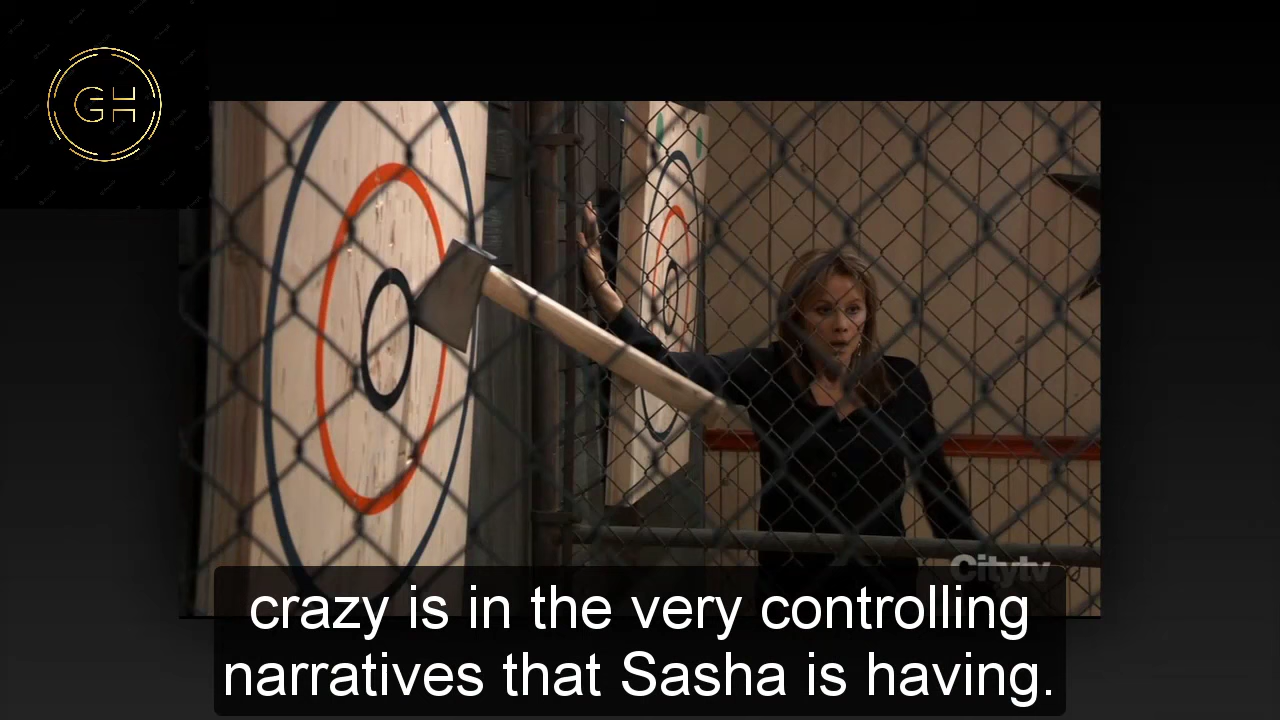 GH
Citytv
crazy is in the very controlling
narratives that Sasha is having.